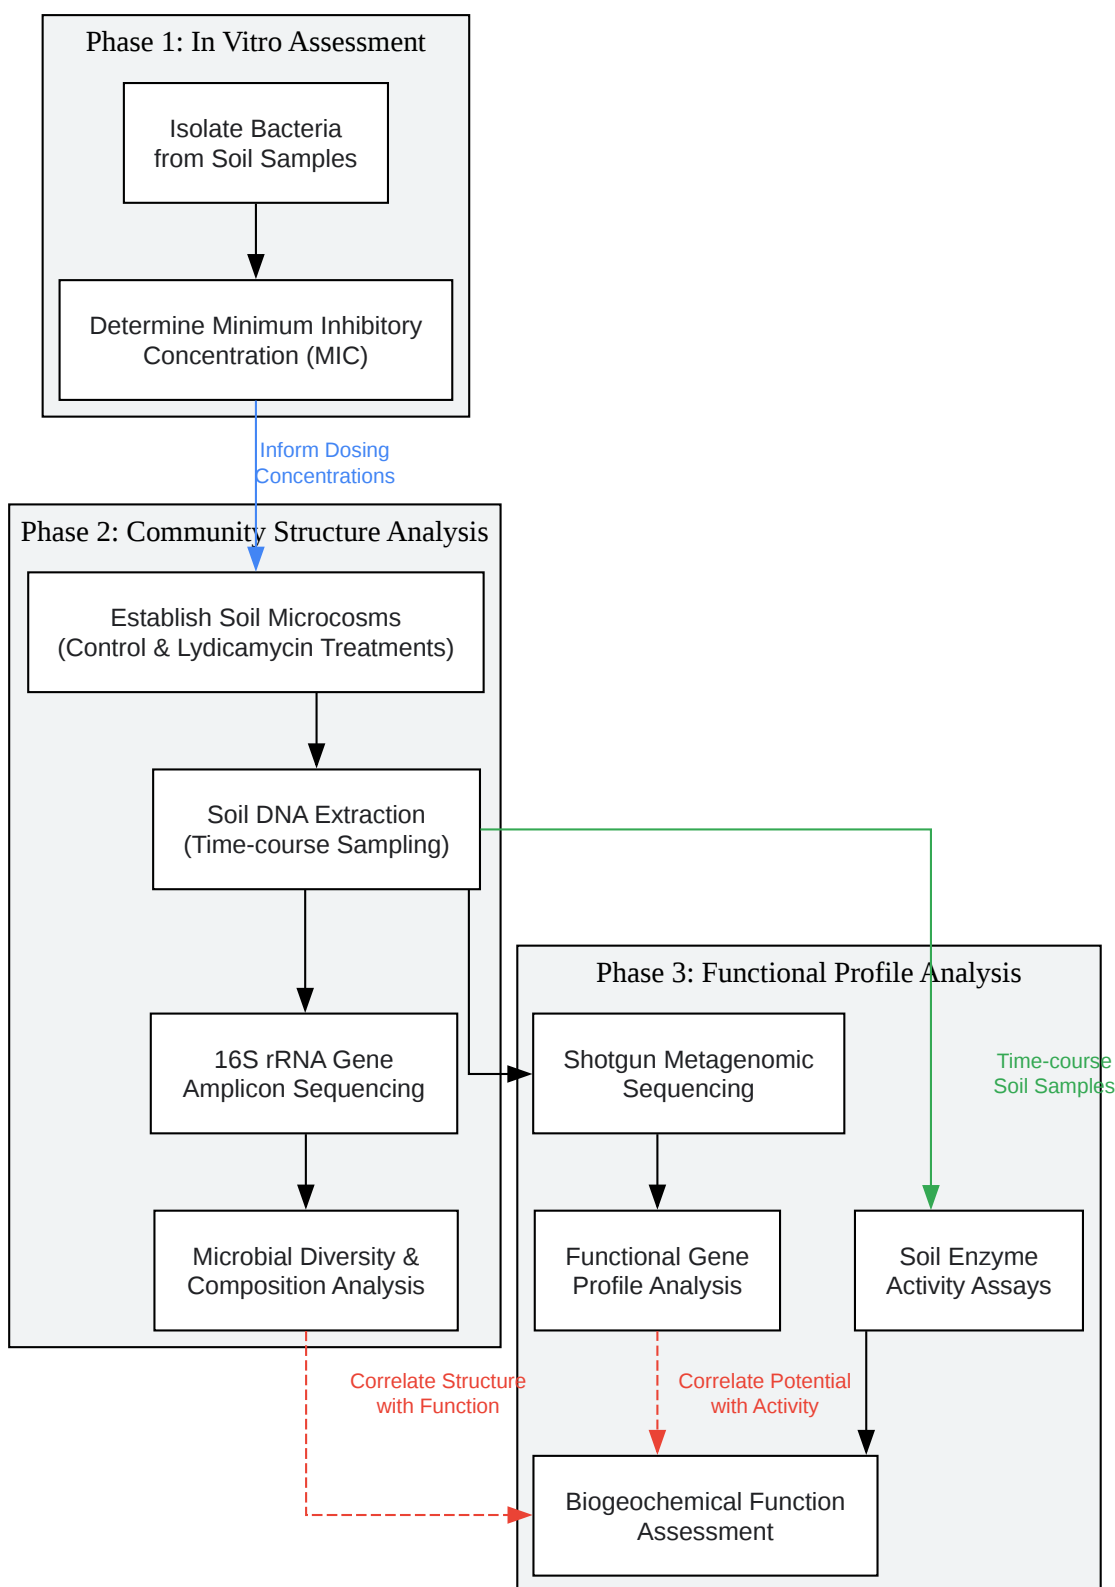 Phase 1: In Vitro Assessment
Isolate Bacteria
from Soil Samples
Determine Minimum Inhibitory
Concentration (MIC)
Inform Dosing
Concentrations
Phase 2: Community Structure Analysis
Establish Soil Microcosms
(Control & Lydicamycin Treatments)
Soil DNA Extraction
(Time-course Sampling)
16S rRNA Gene
Amplicon Sequencing
Microbial Diversity &
Composition Analysis
Phase 3: Functional Profile Analysis
Shotgun Metagenomic
Sequencing
Time-course
Soil Samples
Functional Gene
Profile Analysis
Soil Enzyme
Activity Assays
Correlate Structure
with Function
Correlate Potential
with Activity
Biogeochemical Function
Assessment